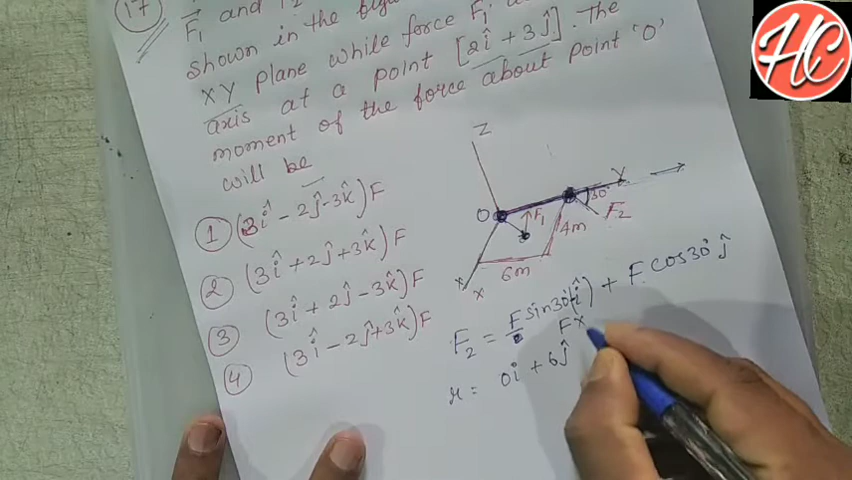 17
F₁ and F₂
shown in the
XY plane while force F₁
axis at a point [2î + 3ĵ]. The
moment of the force about point 'O'
will be
① (3î - 2ĵ - 3k̂) F
② (3î + 2ĵ + 3k̂) F
③ (3î + 2ĵ - 3k̂) F
④ (3î - 2ĵ + 3k̂) F
Z
O
F₁
Y
30°
F₂
4m
6m
x
x
F₂ = F sin30(î) + F cos30° ĵ
F ×
r = 0î + 6ĵ
HC